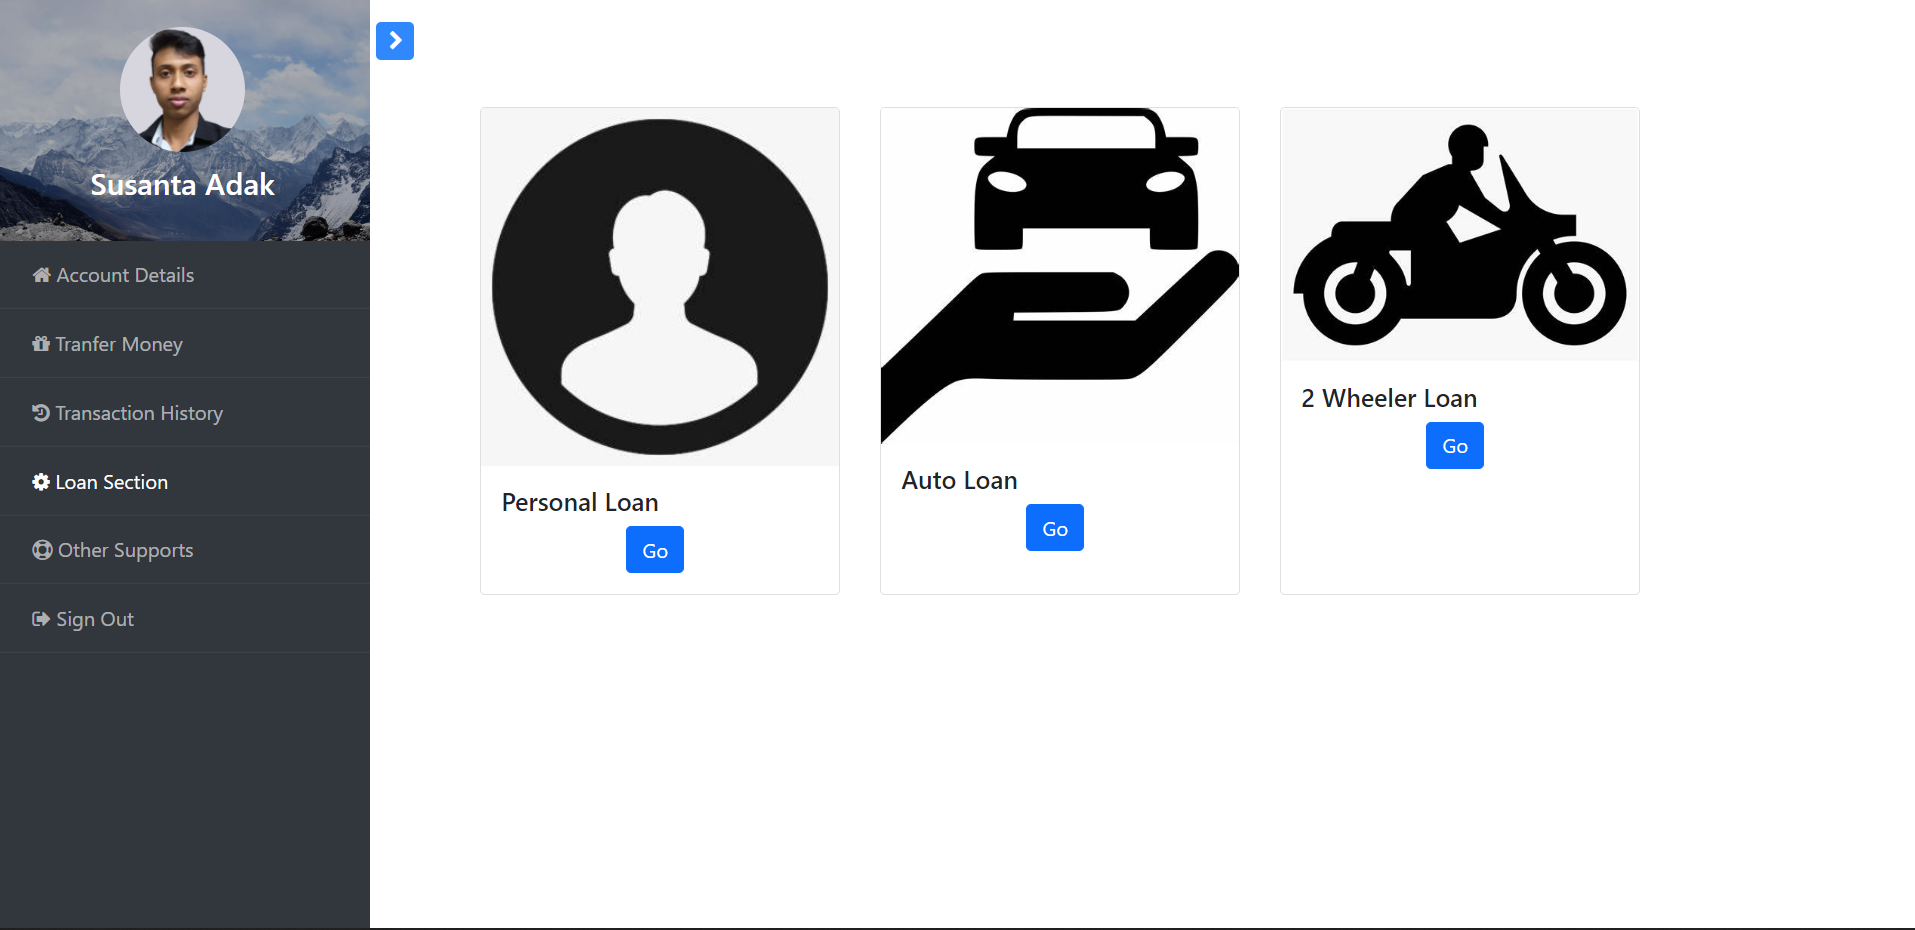 Susanta Adak
Account Details
Tranfer Money
Transaction History
Loan Section
Other Supports
Sign Out
Personal Loan
Go
Auto Loan
Go
2 Wheeler Loan
Go